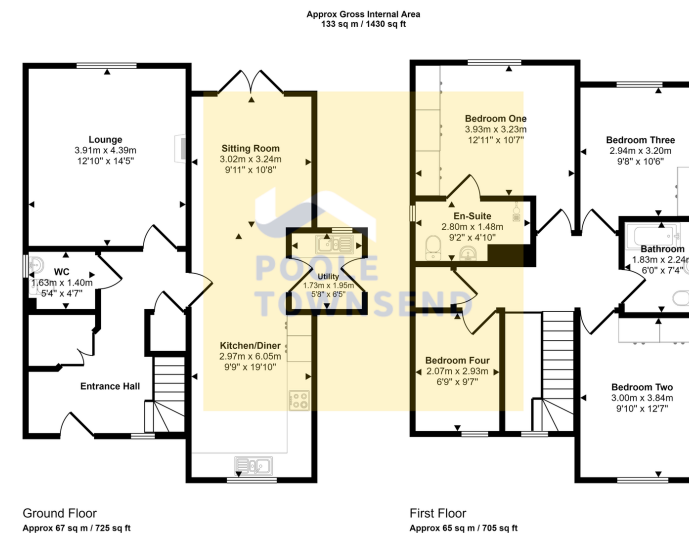 Approx Gross Internal Area
133 sq m / 1430 sq ft
Lounge
3.91m x 4.39m
12'10" x 14'5"
Sitting Room
3.02m x 3.24m
9'11" x 10'8"
WC
1.63m x 1.40m
5'4" x 4'7"
Utility
1.73m x 1.95m
5'8" x 6'5"
Kitchen/Diner
2.97m x 6.05m
9'9" x 19'10"
Entrance Hall
POOLE
TOWNSEND
Bedroom One
3.93m x 3.23m
12'11" x 10'7"
Bedroom Three
2.94m x 3.20m
9'8" x 10'6"
En-Suite
2.80m x 1.48m
9'2" x 4'10"
Bathroom
1.83m x 2.24m
6'0" x 7'4"
Bedroom Four
2.07m x 2.93m
6'9" x 9'7"
Bedroom Two
3.00m x 3.84m
9'10" x 12'7"
Ground Floor
Approx 67 sq m / 725 sq ft
First Floor
Approx 65 sq m / 705 sq ft